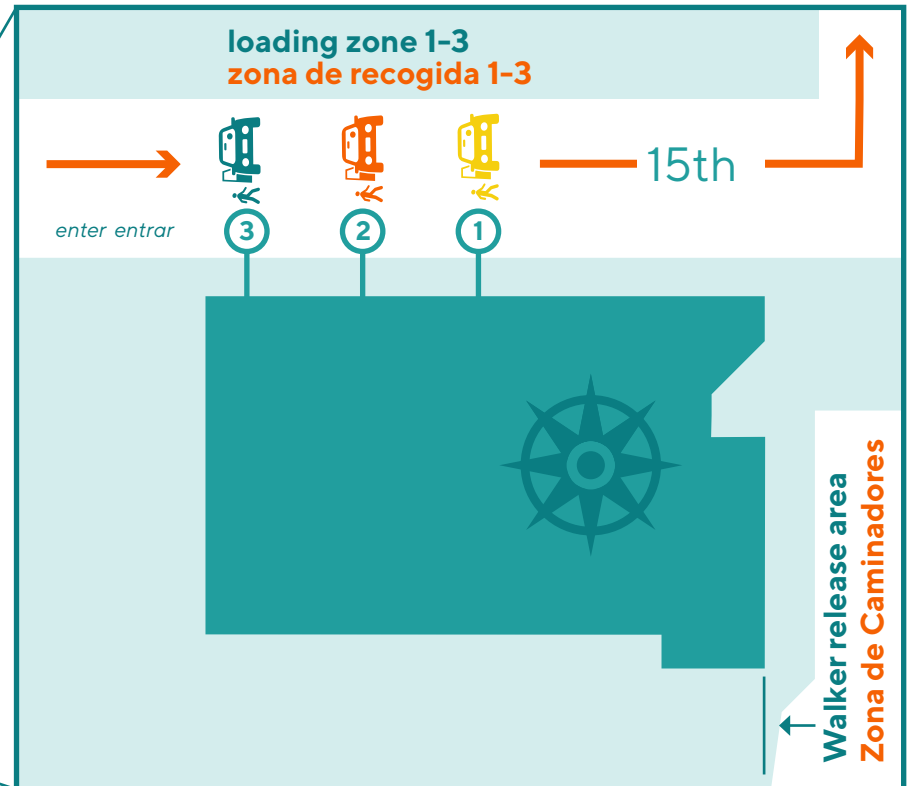 loading zone 1-3
zona de recogida 1-3
15th
enter entrar
3
2
1
Walker release area
Zona de Caminadores